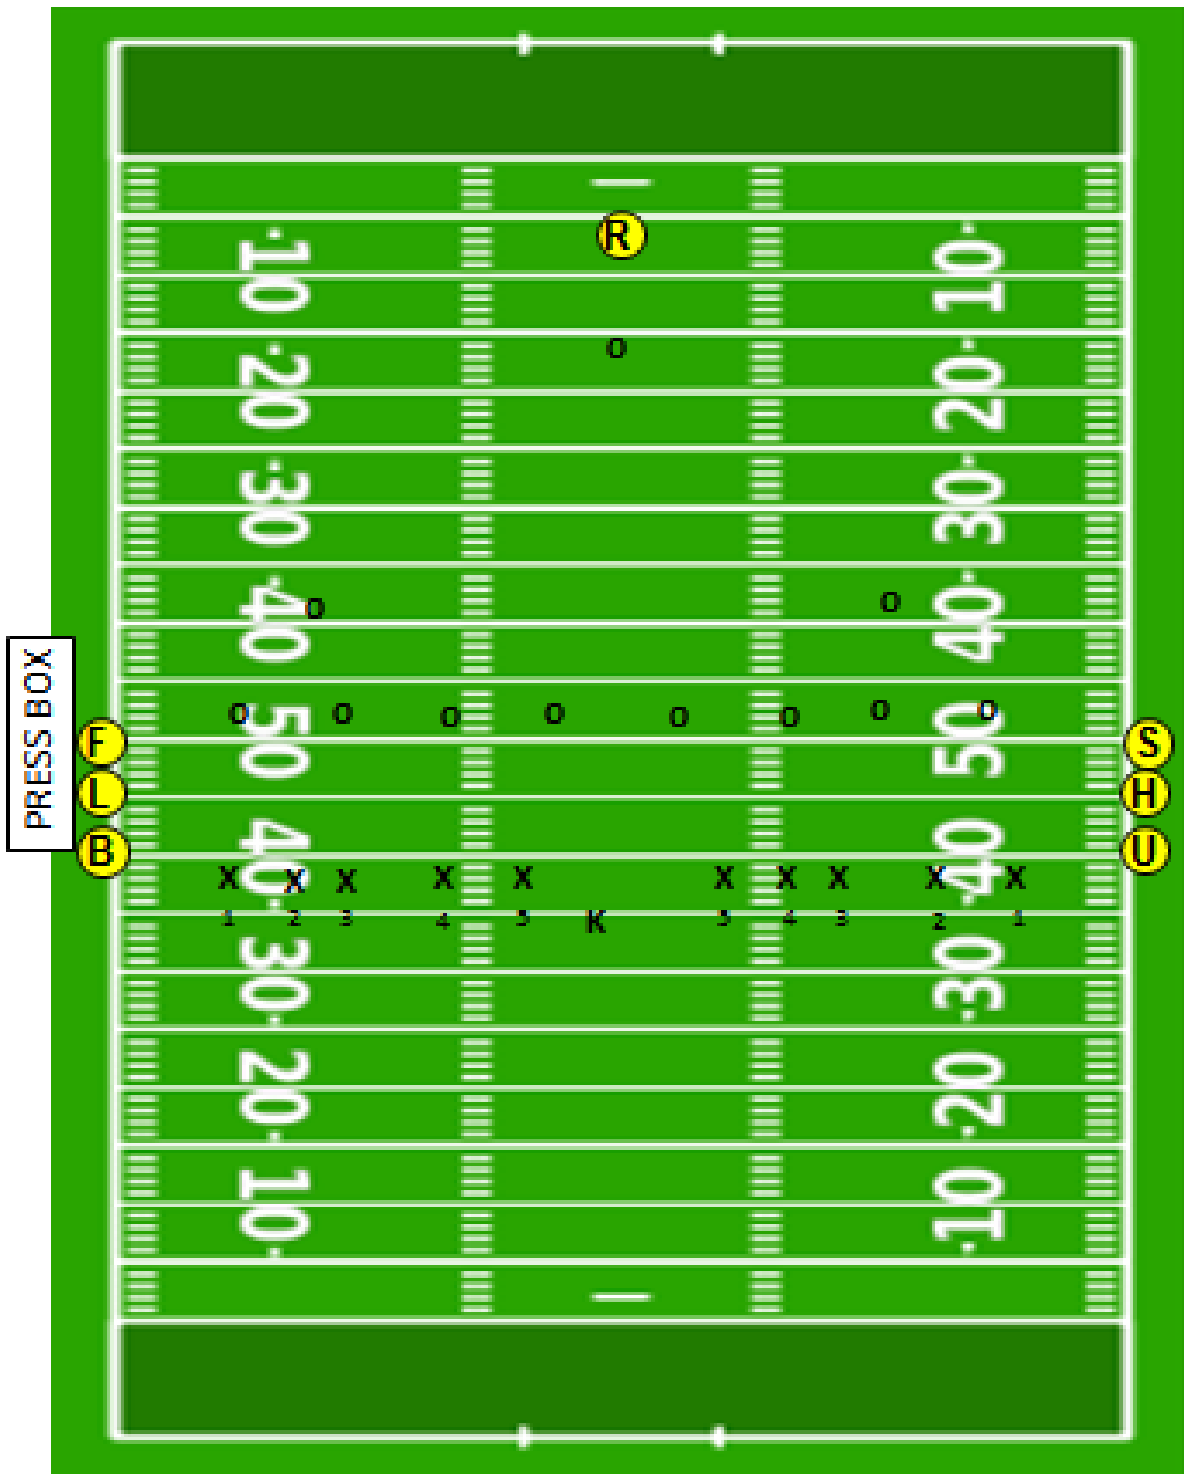 R
·10 10·
O
·20 20·
·30 30·
O O
·40 40·
PRESS BOX
O O O O O O O O
50 50
F S
L H
B U
40· 40·
X X X X X X X X X X
1 2 3 4 5 K 5 4 3 2 1
30· 30·
20· 20·
10· 10·